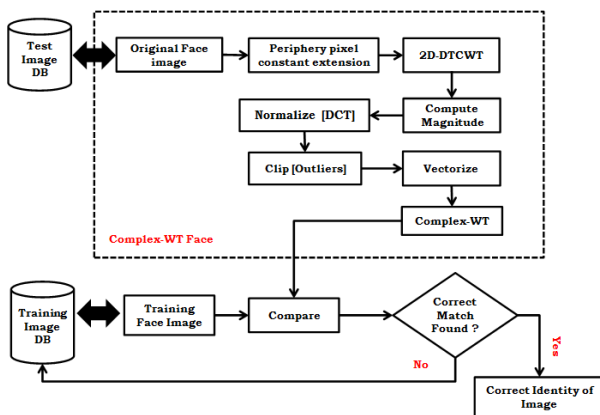 Test
Image
DB
Original Face
image
Periphery pixel
constant extension
2D-DTCWT
Compute
Magnitude
Normalize [DCT]
Clip [Outliers]
Vectorize
Complex-WT
Complex-WT Face
Training
Image
DB
Training
Face Image
Compare
Correct
Match
Found ?
No
Yes
Correct Identity of
Image